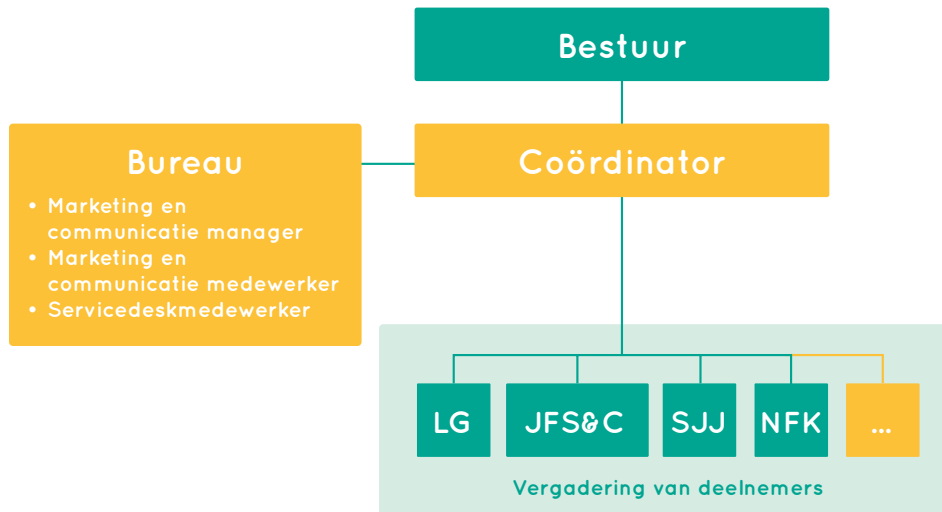 Bestuur
Bureau
• Marketing en
communicatie manager
• Marketing en
communicatie medewerker
• Servicedeskmedewerker
Coördinator
LG
JFS&C
SJJ
NFK
...
Vergadering van deelnemers